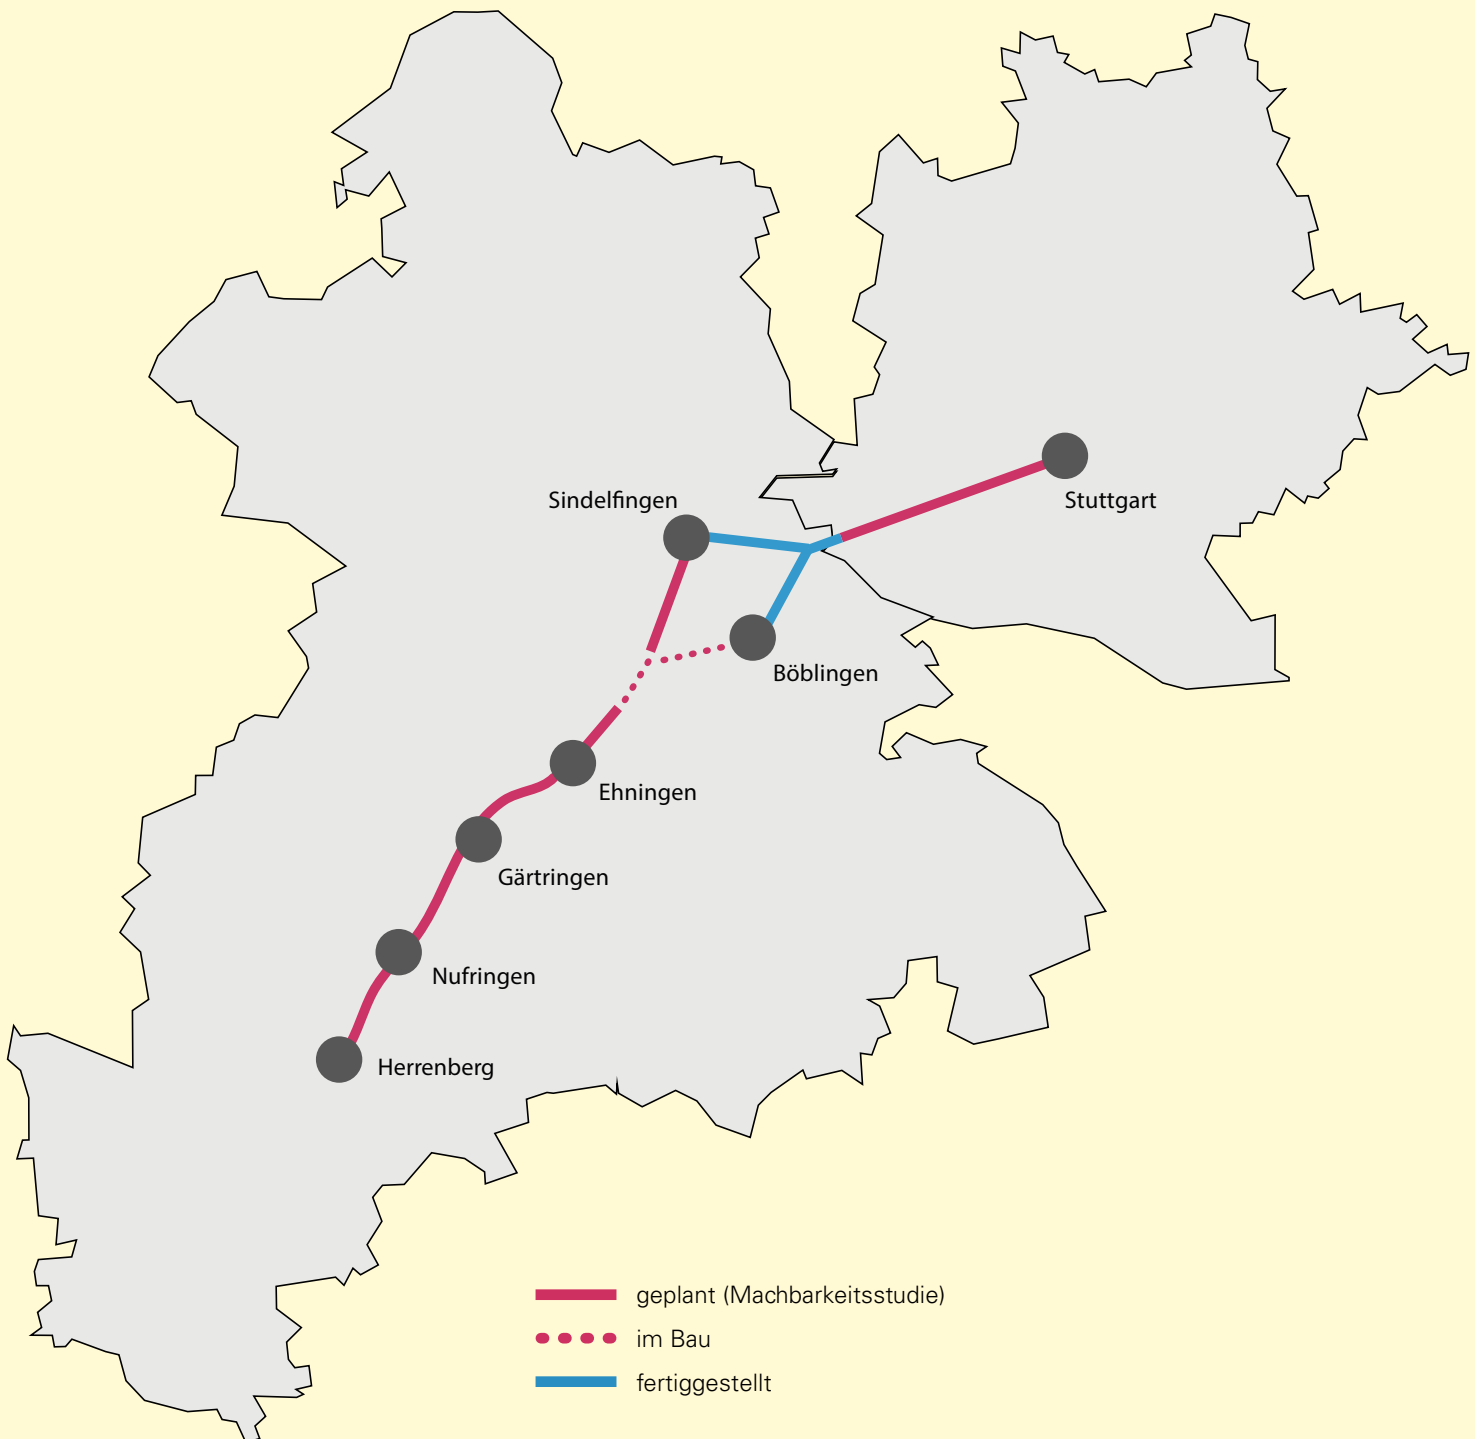 Sindelfingen
Stuttgart
Böblingen
Ehningen
Gärtringen
Nufringen
Herrenberg
geplant (Machbarkeitsstudie)
im Bau
fertiggestellt